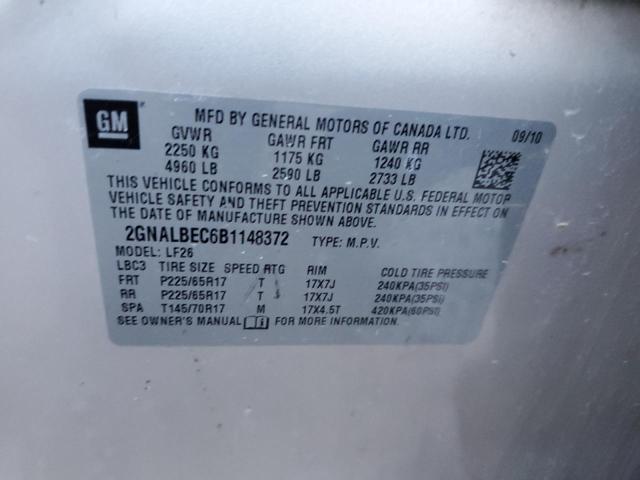 GM
MFD BY GENERAL MOTORS OF CANADA LTD. 09/10
GVWR GAWR FRT GAWR RR
2250 KG 1175 KG 1240 KG
4960 LB 2590 LB 2733 LB
THIS VEHICLE CONFORMS TO ALL APPLICABLE U.S. FEDERAL MOTOR
VEHICLE SAFETY AND THEFT PREVENTION STANDARDS IN EFFECT ON
THE DATE OF MANUFACTURE SHOWN ABOVE.
2GNALBEC6B1148372 TYPE: M.P.V.
MODEL: LF26
LBC3 TIRE SIZE SPEED RTG RIM COLD TIRE PRESSURE
FRT P225/65R17 T 17X7J 240KPA(35PSI)
RR P225/65R17 T 17X7J 240KPA(35PSI)
SPA T145/70R17 M 17X4.5T 420KPA(60PSI)
SEE OWNER'S MANUAL FOR MORE INFORMATION.